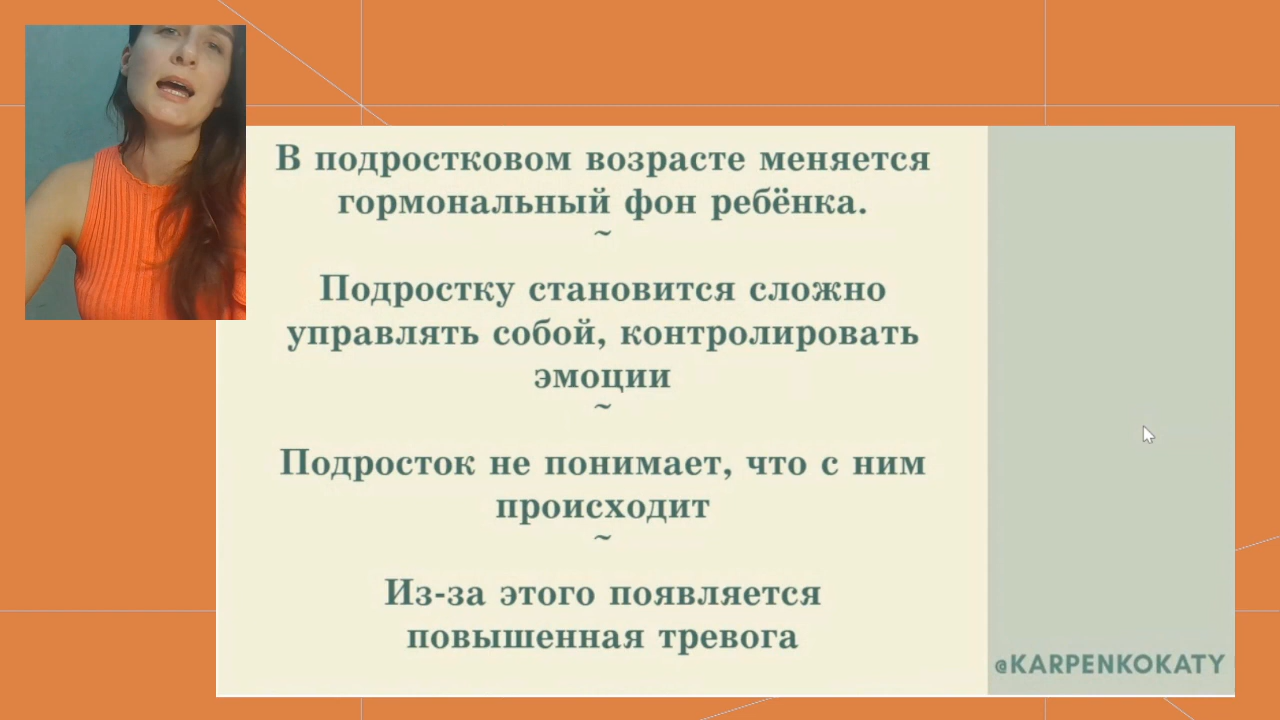 В подростковом возрасте меняется
гормональный фон ребёнка.
~
Подростку становится сложно
управлять собой, контролировать
эмоции
~
Подросток не понимает, что с ним
происходит
~
Из-за этого появляется
повышенная тревога
@KARPENKOKATY